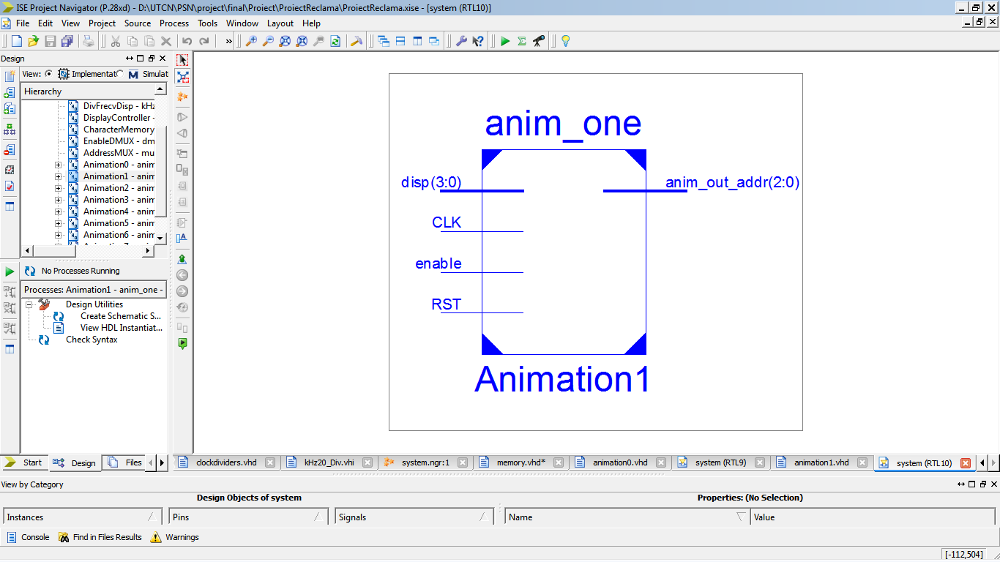 ISE Project Navigator (P.28xd) - D:\UTCN\PSN\project\final\Proiect\ProiectReclama\ProiectReclama.xise - [system (RTL10)]
File Edit View Project Source Process Tools Window Layout Help
»
Design
View: Implementat Simulat
Hierarchy
DivFrecvDisp - kHz
DisplayController -
CharacterMemory
EnableDMUX - dm
AddressMUX - mu
Animation0 - anim
Animation1 - anim
Animation2 - anim
Animation3 - anim
Animation4 - anim
Animation5 - anim
Animation6 - anim
No Processes Running
Processes: Animation1 - anim_one -
Design Utilities
Create Schematic S...
View HDL Instantiat...
Check Syntax
Start Design Files
anim_one
disp(3:0) anim_out_addr(2:0)
CLK
enable
RST
Animation1
clockdividers.vhd kHz20_Div.vhi system.ngr:1 memory.vhd* animation0.vhd system (RTL9) animation1.vhd system (RTL10)
View by Category
Design Objects of system Properties: (No Selection)
Instances Pins Signals Name Value
Console Find in Files Results Warnings
[-112,504]